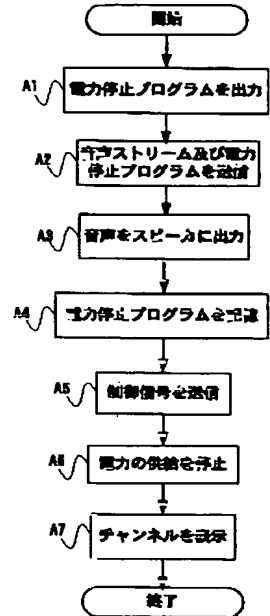 開始
A1
電力停止プログラムを出力
A2
音声ストリーム及び電力
停止プログラムを送信
A3
音声をスピーカに出力
A4
電力停止プログラムを記憶
A5
制御信号を送信
A6
電力の供給を停止
A7
チャンネルを表示
終了